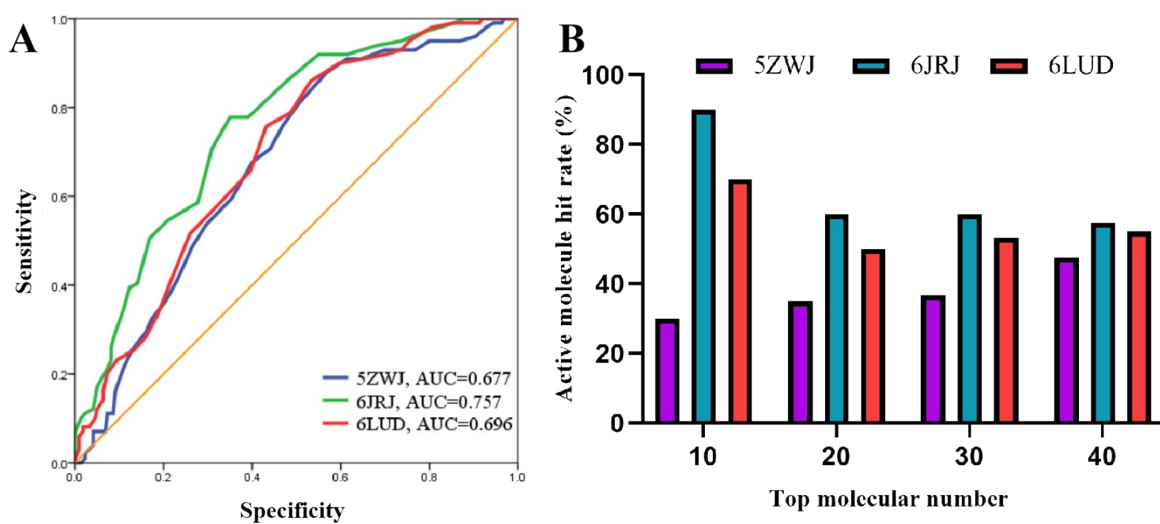 A
1.0
0.8
0.6
0.4
0.2
0.0
0.0 0.2 0.4 0.6 0.8 1.0
Sensitivity
Specificity
5ZWJ, AUC=0.677
6JRJ, AUC=0.757
6LUD, AUC=0.696
B
5ZWJ 6JRJ 6LUD
Active molecule hit rate (%)
100
80
60
40
20
0
10 20 30 40
Top molecular number